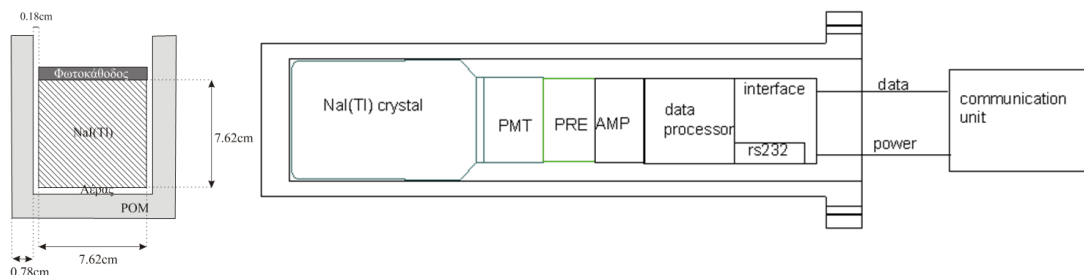 0.18cm
Φωτοκάθοδος
NaI(Tl)
7.62cm
Αέρας
POM
7.62cm
0.78cm
NaI(Tl) crystal
PMT
PRE
AMP
data
processor
interface
rs232
data
power
communication
unit